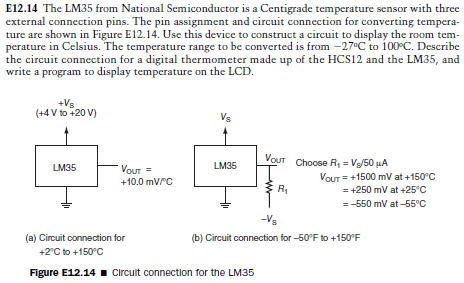 E12.14 The LM35 from National Semiconductor is a Centigrade temperature sensor with three
external connection pins. The pin assignment and circuit connection for converting tempera-
ture are shown in Figure E12.14. Use this device to construct a circuit to display the room tem-
perature in Celsius. The temperature range to be converted is from −27°C to 100°C. Describe
the circuit connection for a digital thermometer made up of the HCS12 and the LM35, and
write a program to display temperature on the LCD.
+VS
(+4 V to +20 V)
LM35
VOUT =
+10.0 mV/°C
(a) Circuit connection for
+2°C to +150°C
VS
LM35
VOUT
R1
−VS
Choose R1 = VS/50 µA
VOUT = +1500 mV at +150°C
= +250 mV at +25°C
= −550 mV at −55°C
(b) Circuit connection for −50°F to +150°F
Figure E12.14 ■ Circuit connection for the LM35